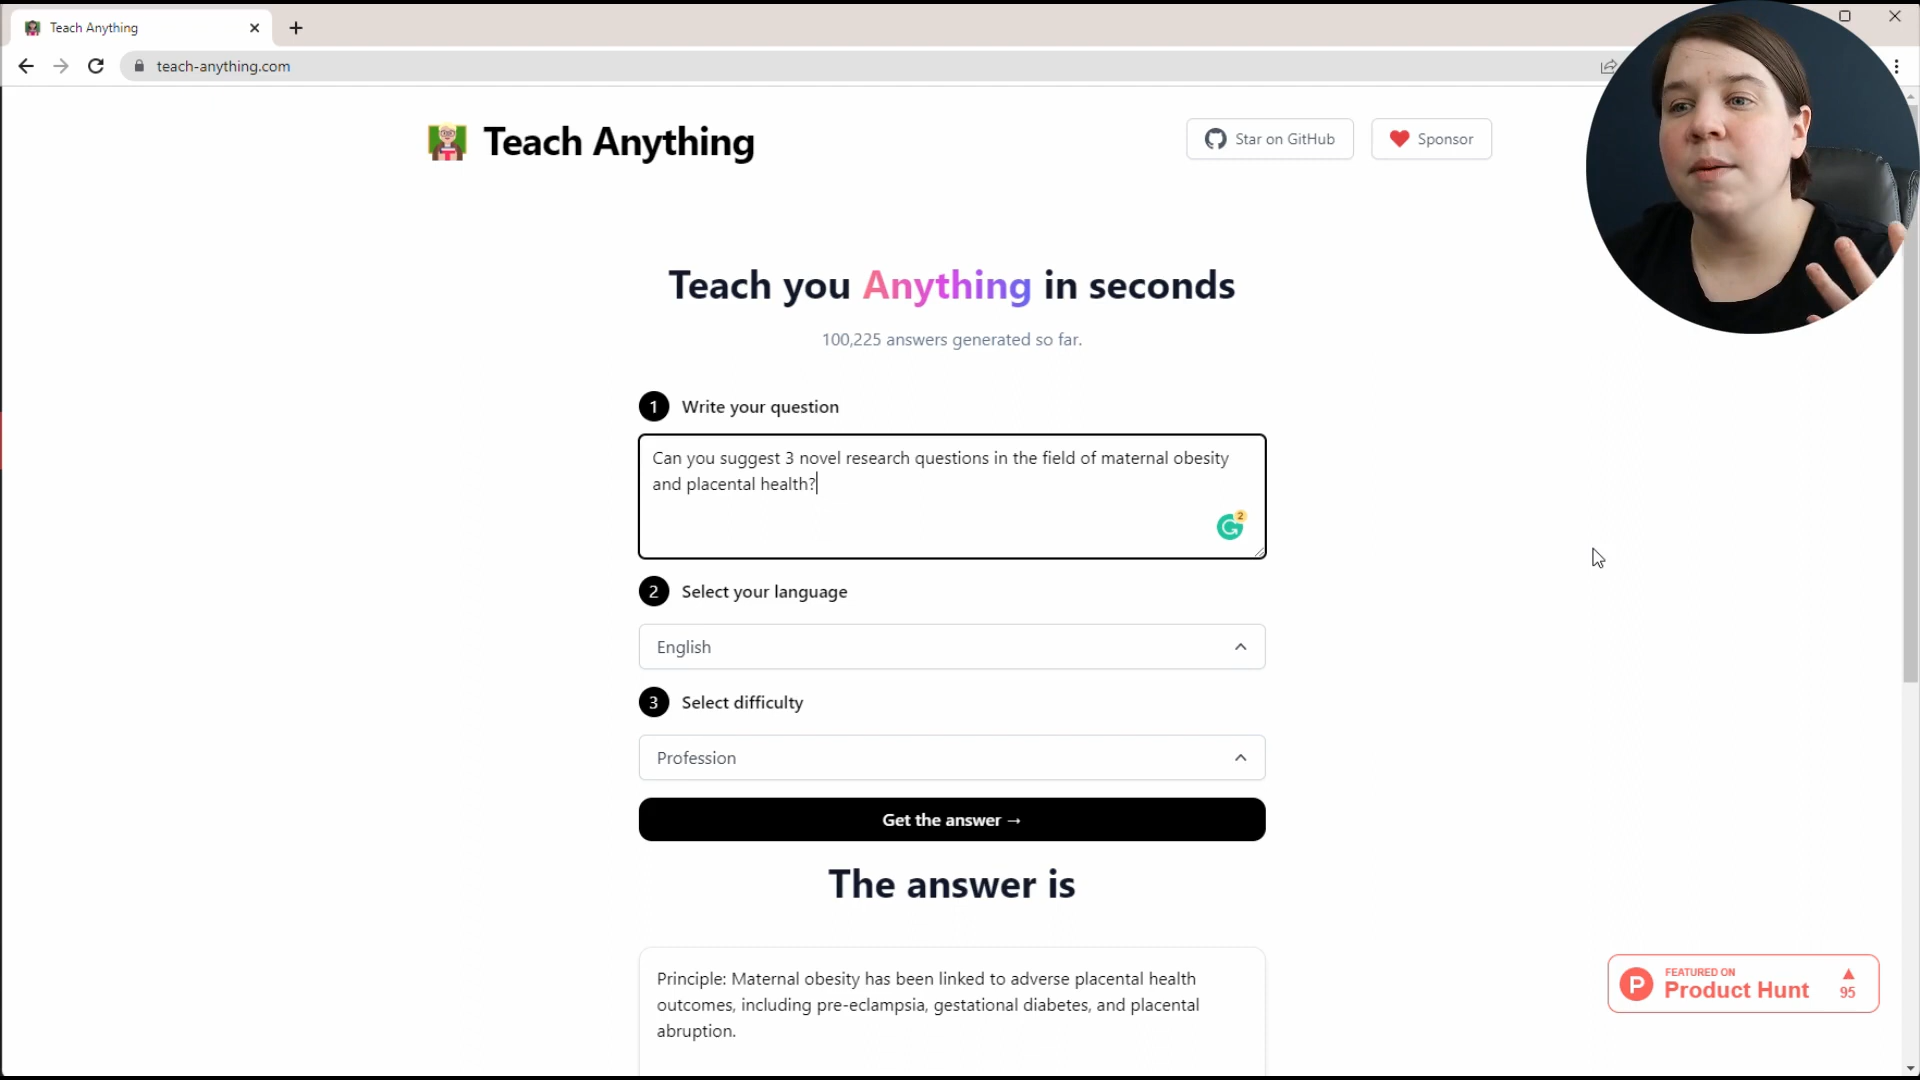 Teach Anything
teach-anything.com
Teach Anything
Star on GitHub
Sponsor
Teach you Anything in seconds
100,225 answers generated so far.
1 Write your question
Can you suggest 3 novel research questions in the field of maternal obesity
and placental health?
2
2 Select your language
English
3 Select difficulty
Profession
Get the answer →
The answer is
Principle: Maternal obesity has been linked to adverse placental health
outcomes, including pre-eclampsia, gestational diabetes, and placental
abruption.
P
FEATURED ON
Product Hunt
95